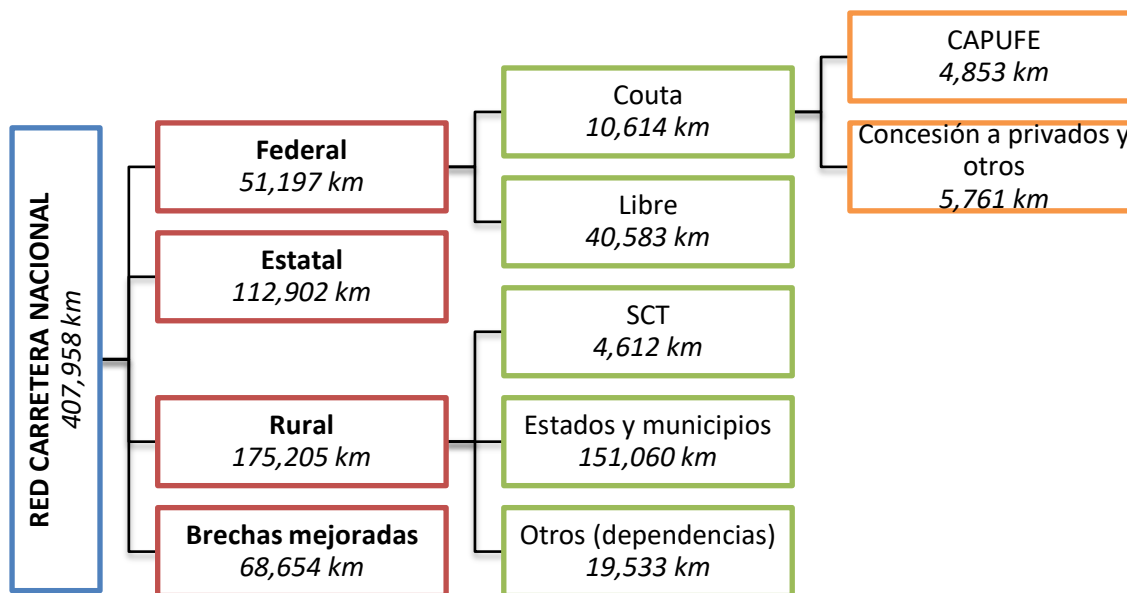 RED CARRETERA NACIONAL
407,958 km
Federal
51,197 km
Estatal
112,902 km
Rural
175,205 km
Brechas mejoradas
68,654 km
Couta
10,614 km
Libre
40,583 km
SCT
4,612 km
Estados y municipios
151,060 km
Otros (dependencias)
19,533 km
CAPUFE
4,853 km
Concesión a privados y
otros
5,761 km